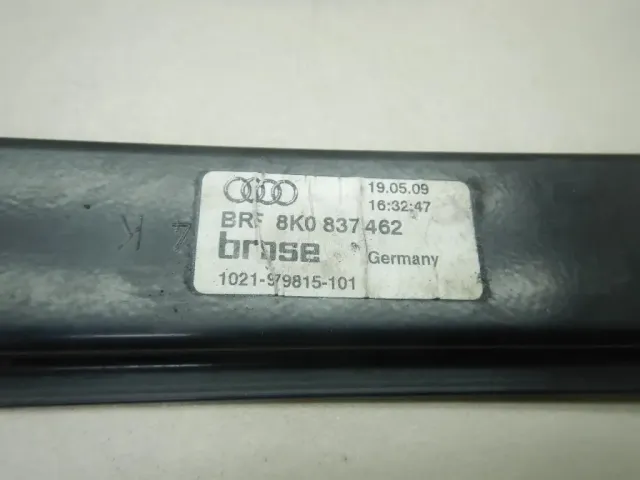 19.05.09
16:32:47
BRF 8K0 837 462
brose
Germany
1021-979815-101